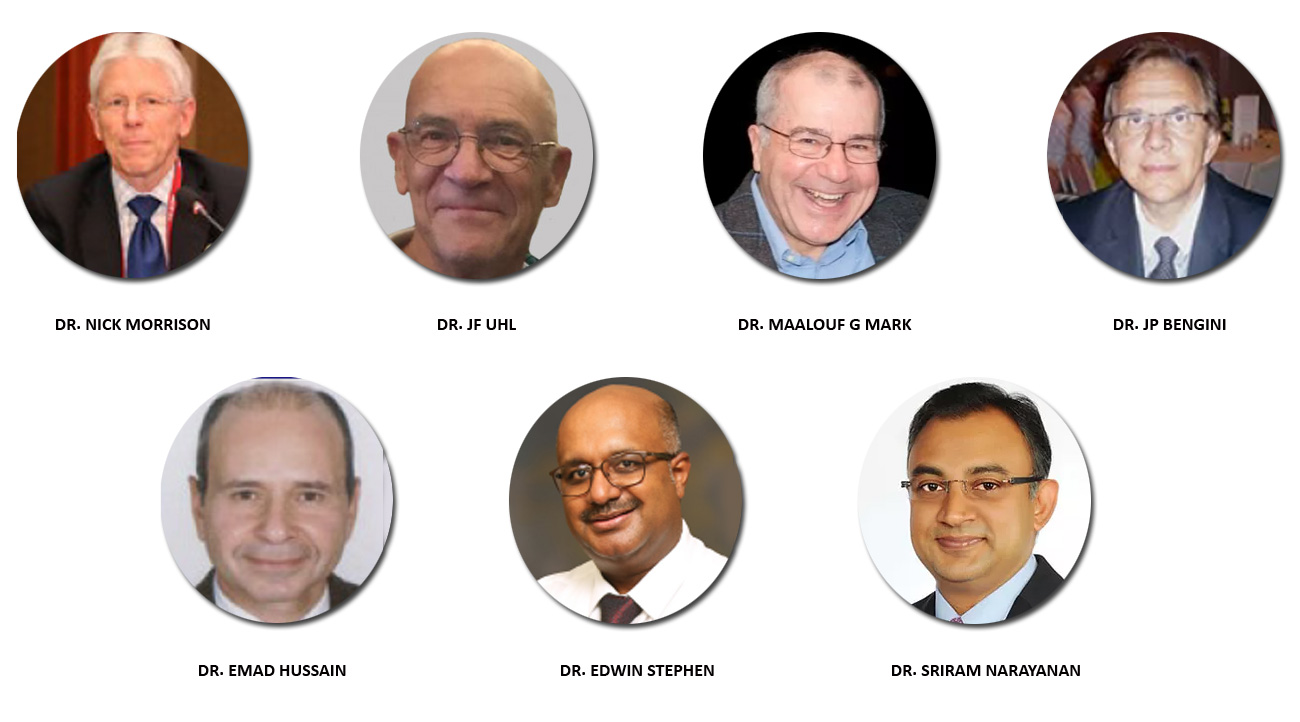 DR. NICK MORRISON
DR. JF UHL
DR. MAALOUF G MARK
DR. JP BENGINI
DR. EMAD HUSSAIN
DR. EDWIN STEPHEN
DR. SRIRAM NARAYANAN